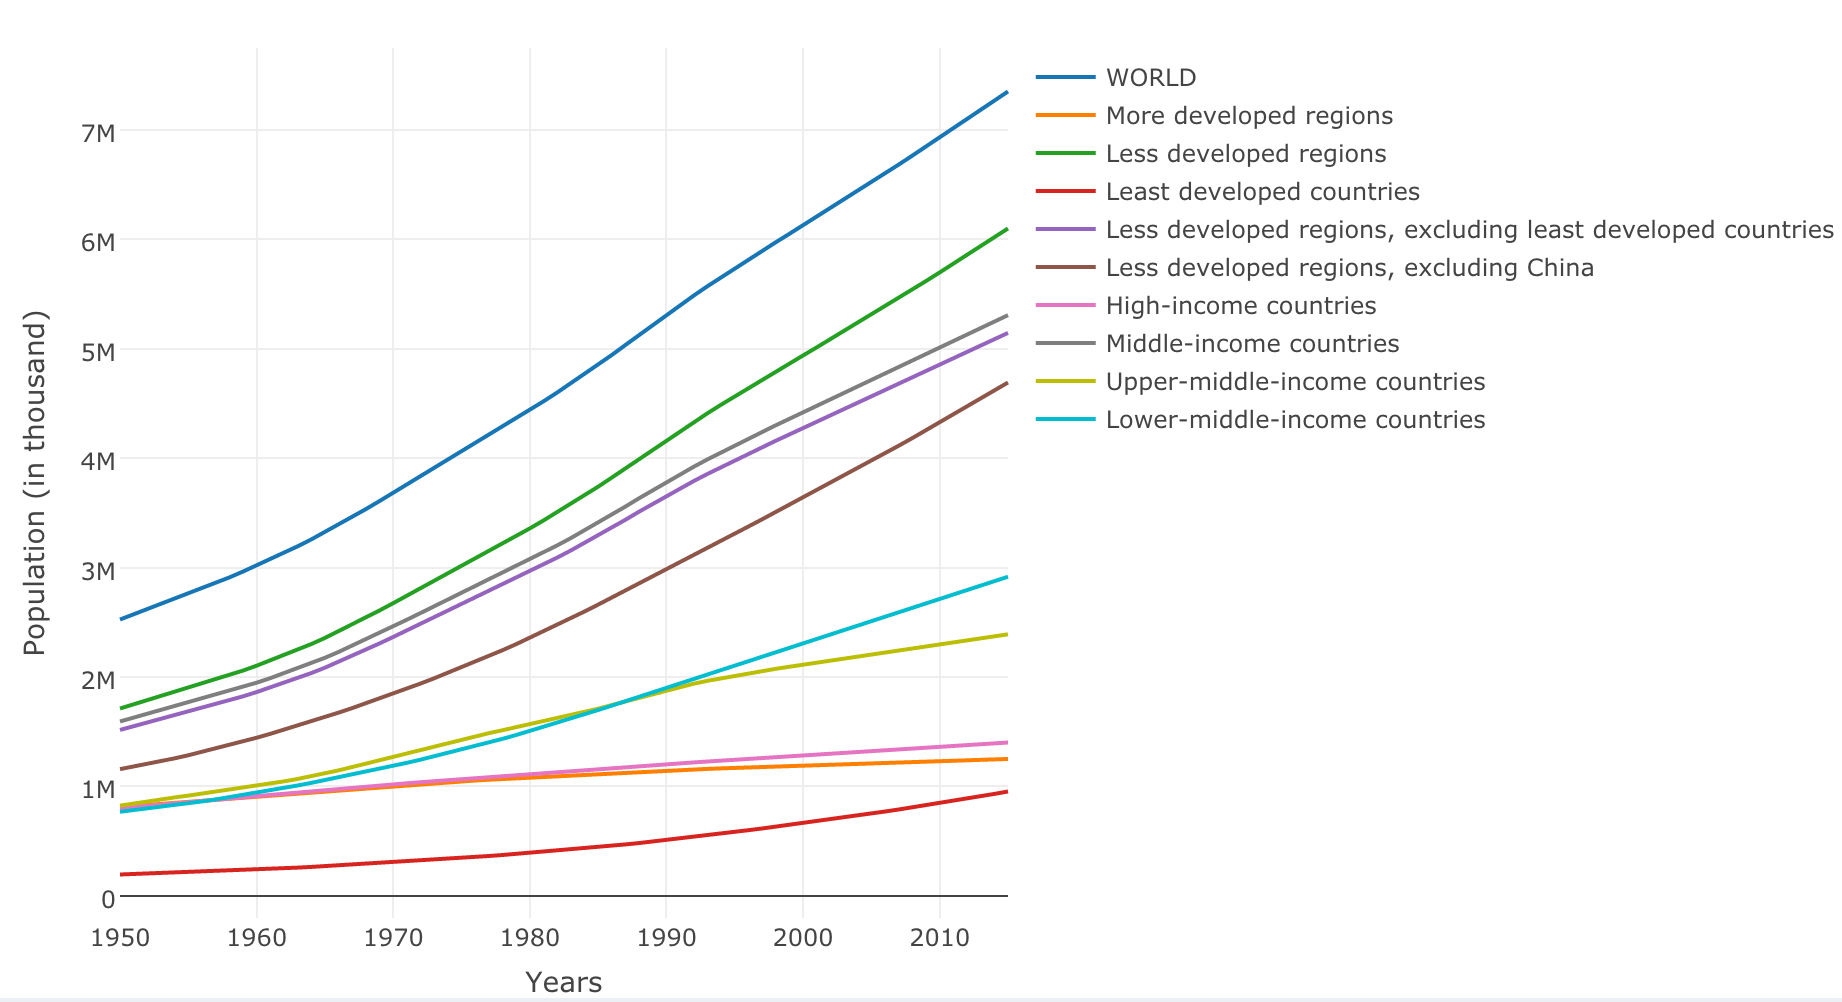 WORLD
More developed regions
Less developed regions
Least developed countries
Less developed regions, excluding least developed countries
Less developed regions, excluding China
High-income countries
Middle-income countries
Upper-middle-income countries
Lower-middle-income countries
7M
6M
5M
4M
3M
2M
1M
0
Population (in thousand)
1950 1960 1970 1980 1990 2000 2010
Years